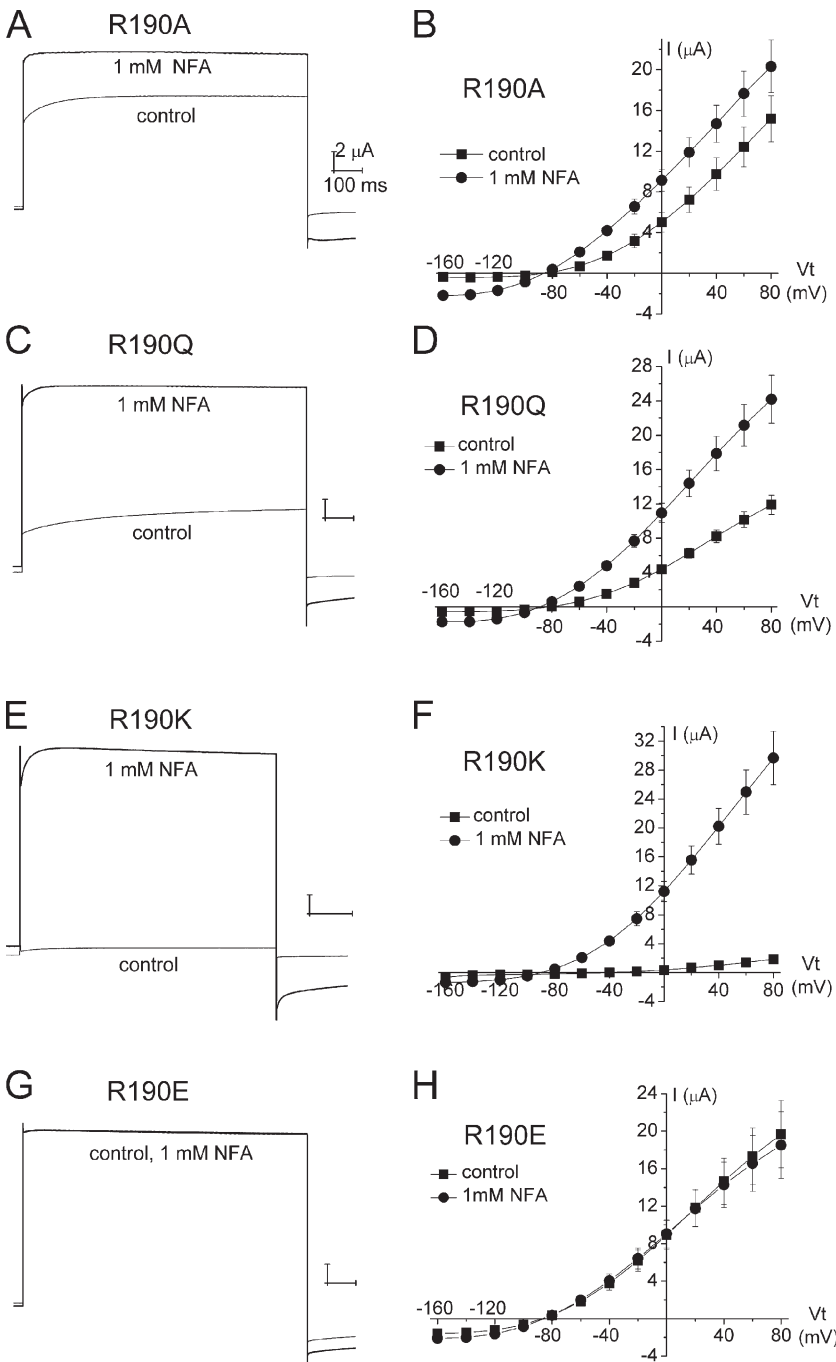 A
R190A
1 mM NFA
control
2 μA
100 ms
B
I (μA)
R190A
control
1 mM NFA
20
16
12
8
4
-4
-160
-120
-80
-40
40
80
Vt
(mV)
C
R190Q
1 mM NFA
control
D
I (μA)
R190Q
control
1 mM NFA
28
24
20
16
12
8
4
-4
-160
-120
-80
-40
40
80
Vt
(mV)
E
R190K
1 mM NFA
control
F
I (μA)
R190K
control
1 mM NFA
32
28
24
20
16
12
8
4
-4
-160
-120
-80
-40
40
80
Vt
(mV)
G
R190E
control, 1 mM NFA
H
I (μA)
R190E
control
1mM NFA
24
20
16
12
8
4
-4
-160
-120
-80
-40
40
80
Vt
(mV)